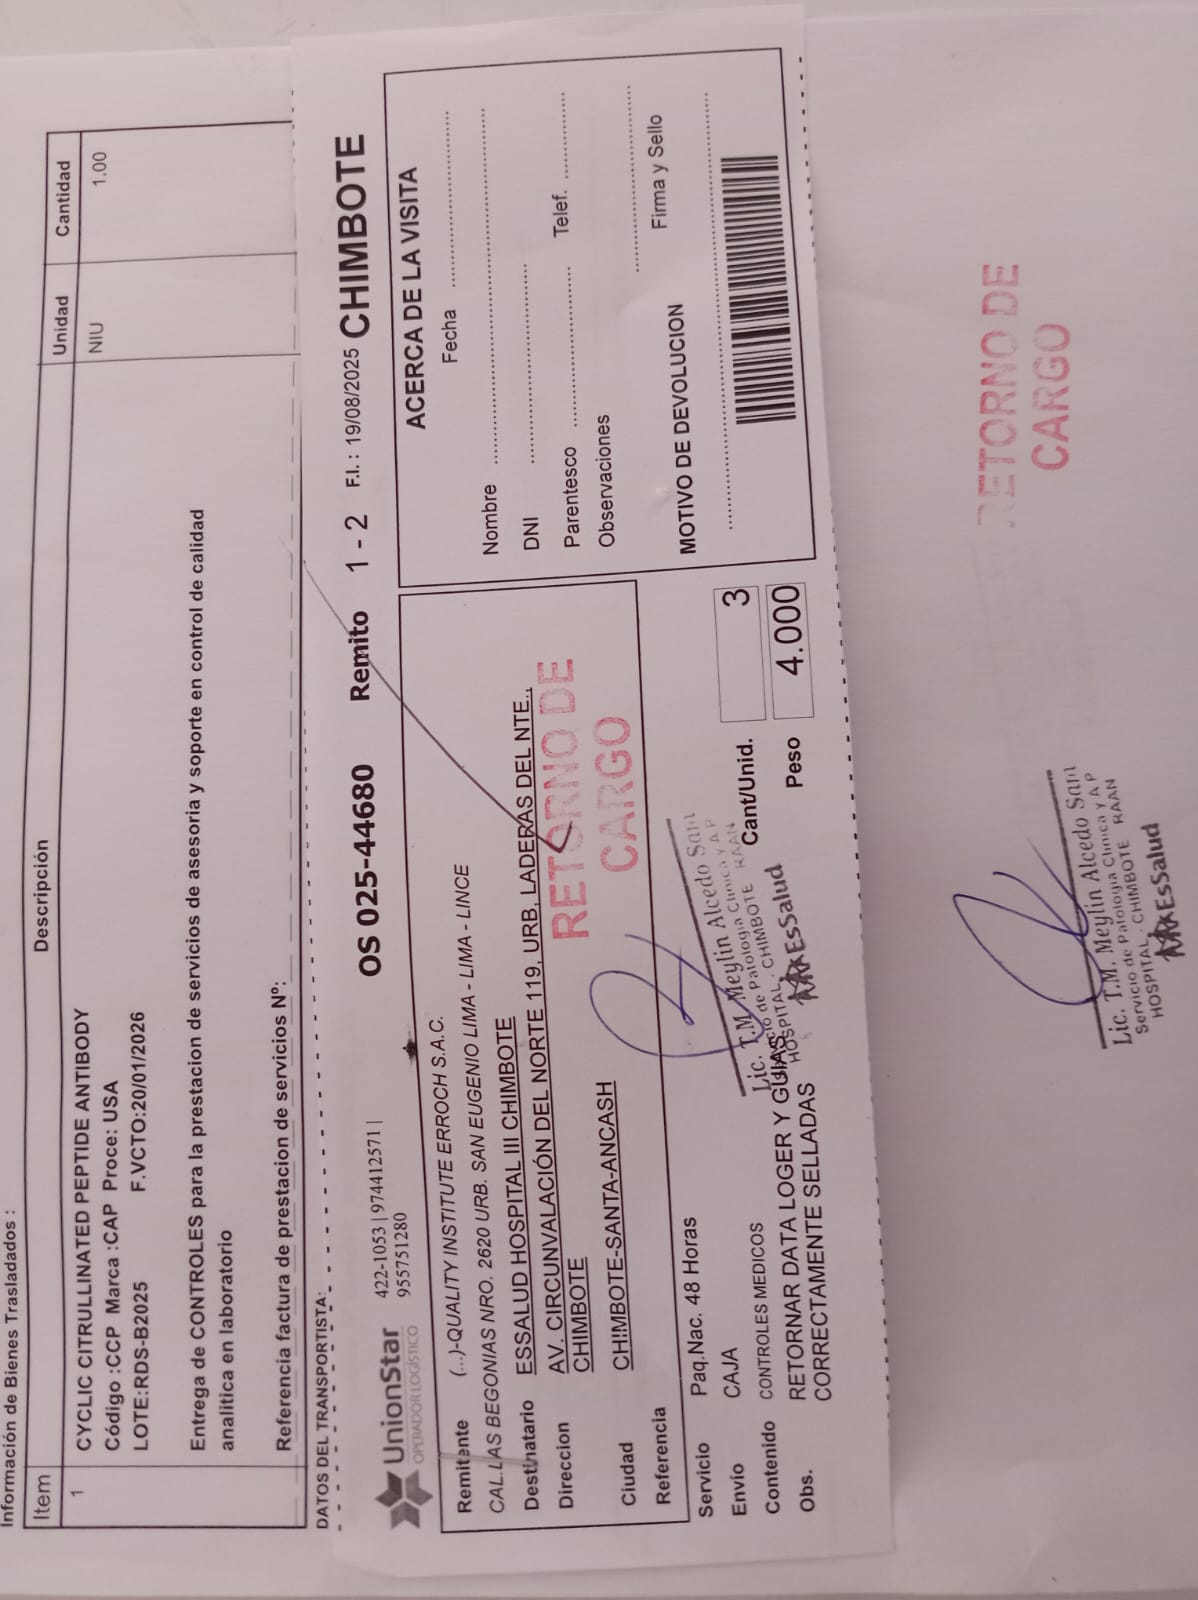 Información de Bienes Trasladados :
Item Descripción Unidad Cantidad
1 CYCLIC CITRULLINATED PEPTIDE ANTIBODY NIU 1.00
Código :CCP Marca :CAP Proce: USA
LOTE:RDS-B2025 F.VCTO:20/01/2026
Entrega de CONTROLES para la prestacion de servicios de asesoria y soporte en control de calidad
analitica en laboratorio
Referencia factura de prestacion de servicios Nº:
DATOS DEL TRANSPORTISTA:
UnionStar
OPERADOR LOGÍSTICO
422-1053 | 974412571 |
955751280
OS 025-44680 Remito 1 - 2 F.I.: 19/08/2025 CHIMBOTE
Remitente (...)-QUALITY INSTITUTE ERROCH S.A.C.
CAL.LAS BEGONIAS NRO. 2620 URB. SAN EUGENIO LIMA - LIMA - LINCE
Destinatario ESSALUD HOSPITAL III CHIMBOTE
Direccion AV. CIRCUNVALACIÓN DEL NORTE 119, URB, LADERAS DEL NTE..
CHIMBOTE
Ciudad CHIMBOTE-SANTA-ANCASH
Referencia
RETORNO DE
CARGO
Servicio Paq.Nac. 48 Horas
Envío CAJA
Contenido CONTROLES MEDICOS
Obs. RETORNAR DATA LOGER Y GUIAS
CORRECTAMENTE SELLADAS
Cant/Unid. 3
Peso 4.000
Lic. T.M. Meylin Alcedo San
Servicio de Patologia Clinica Y A P
HOSPITAL . CHIMBOTE RAAN
EsSalud
ACERCA DE LA VISITA
Fecha
Nombre
DNI
Parentesco Telef.
Observaciones
Firma y Sello
MOTIVO DE DEVOLUCION
RETORNO DE
CARGO
Lic. T.M. Meylin Alcedo San
Servicio de Patologia Clinica Y A P
HOSPITAL . CHIMBOTE RAAN
EsSalud